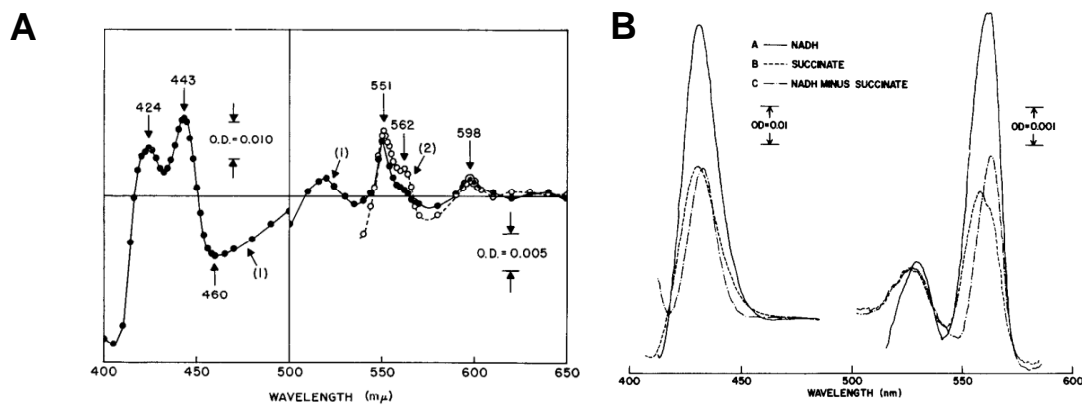 A
443
424
O.D. = 0.010
(1)
551
562
(2)
598
460
(1)
O.D. = 0.005
400 450 500 550 600 650
WAVELENGTH (mμ)
B
A NADH
B SUCCINATE
C NADH MINUS SUCCINATE
OD=0.01
OD=0.001
400 450 500 550 600
WAVELENGTH (nm)